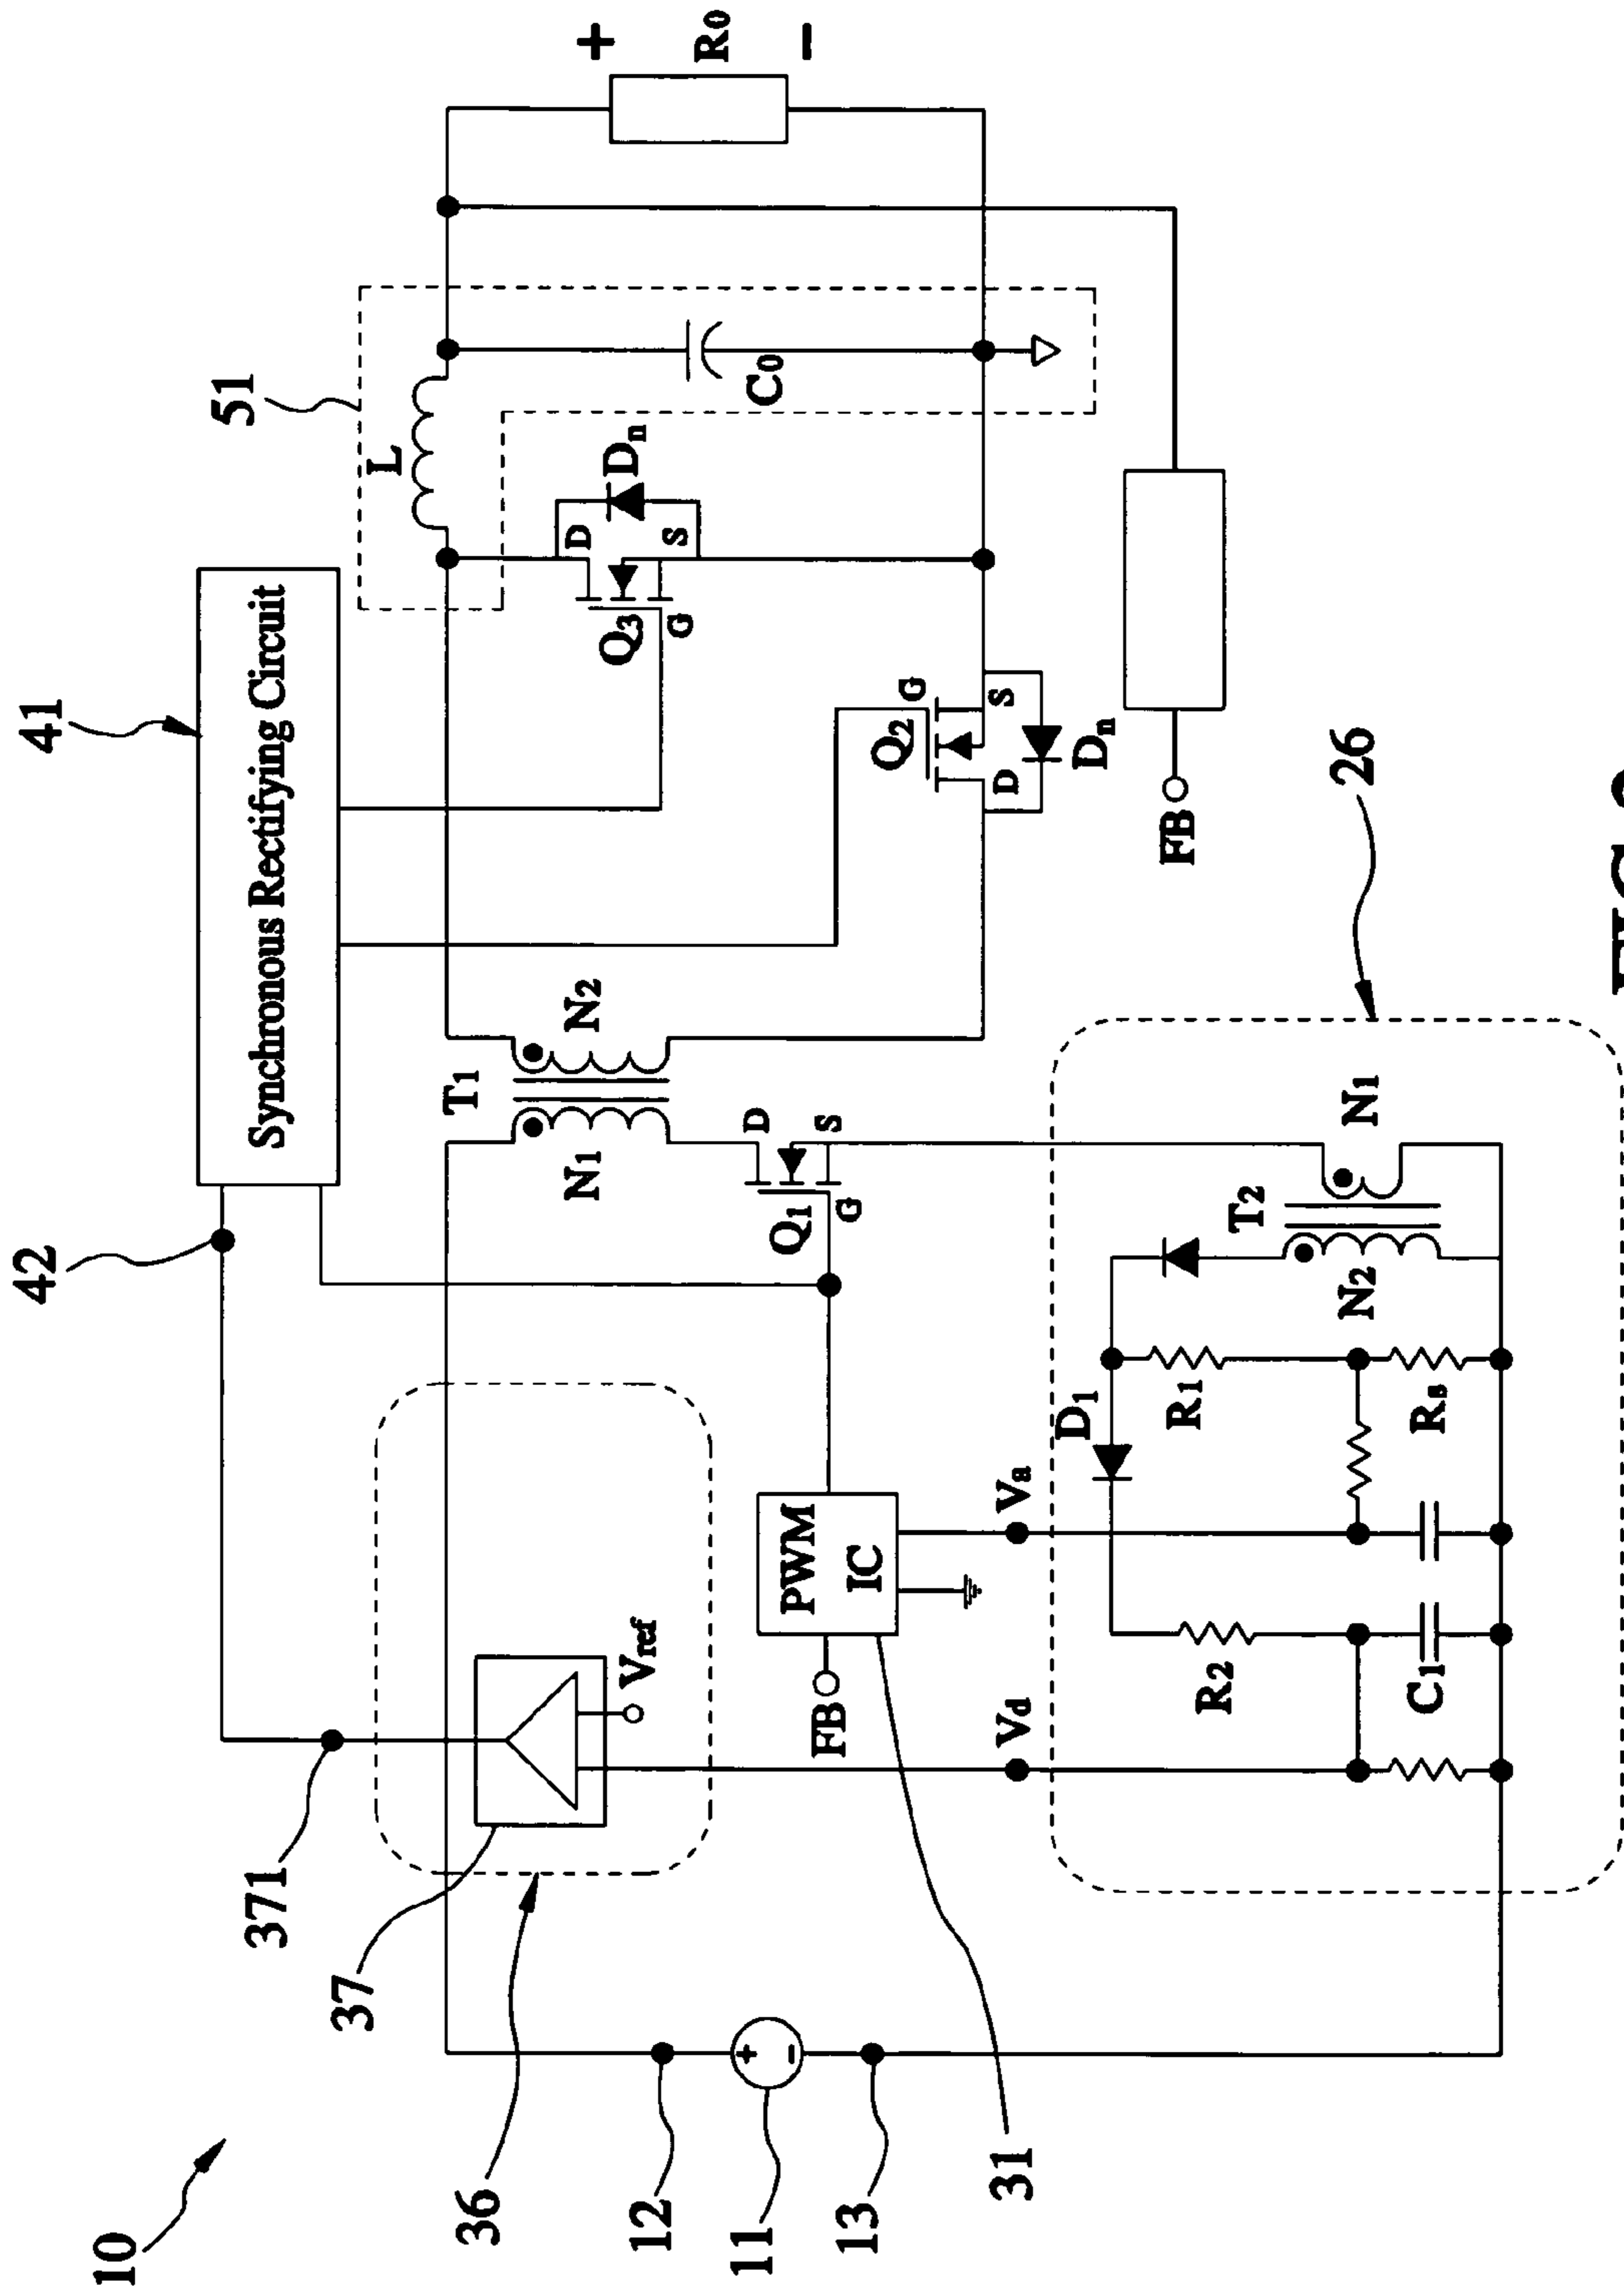 10
36
12
11
13
31
371
37
42
41
51
26
Synchronous Rectifying Circuit
L
C0
+
R0
−
Q3
D
S
G
Dn
Q2
G
S
D
Dn
FB
T1
N1
N2
Q1
D
S
G
Vref
PWM
IC
FB
+
-
Vd
Va
D1
R1
R2
C1
Rs
T2
N1
N2